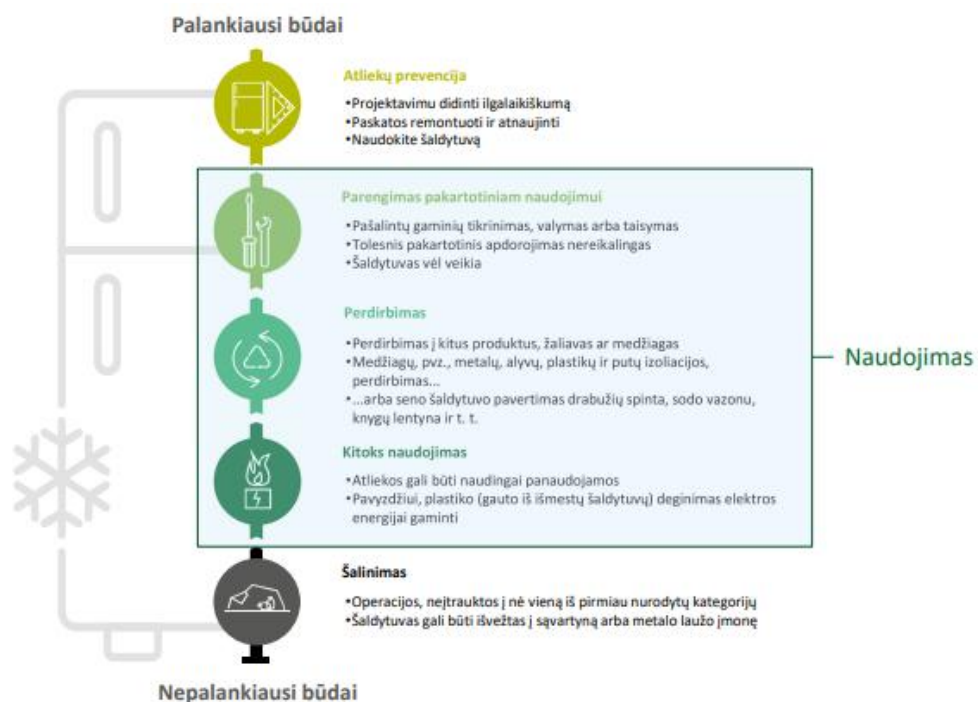 Palankiausi būdai
Atliekų prevencija
•Projektavimu didinti ilgalaikiškumą
•Paskatos remontuoti ir atnaujinti
•Naudokite šaldytuvą
Parengimas pakartotiniam naudojimui
•Pašalintų gaminių tikrinimas, valymas arba taisymas
•Tolesnis pakartotinis apdorojimas nereikalingas
•Šaldytuvas vėl veikia
Perdirbimas
•Perdirbimas į kitus produktus, žaliavas ar medžiagas
•Medžiagų, pvz., metalų, alyvų, plastikų ir putų izoliacijos,
perdirbimas...
•...arba seno šaldytuvo pavertimas drabužių spinta, sodo vazonu,
knygų lentyna ir t. t.
Naudojimas
Kitoks naudojimas
•Atliekos gali būti naudingai panaudojamos
•Pavyzdžiui, plastiko (gauto iš išmestų šaldytuvų) deginimas elektros
energijai gaminti
Šalinimas
•Operacijos, neįtrauktos į nė vieną iš pirmiau nurodytų kategorijų
•Šaldytuvas gali būti išvežtas į sąvartyną arba metalo laužo įmonę
Nepalankiausi būdai